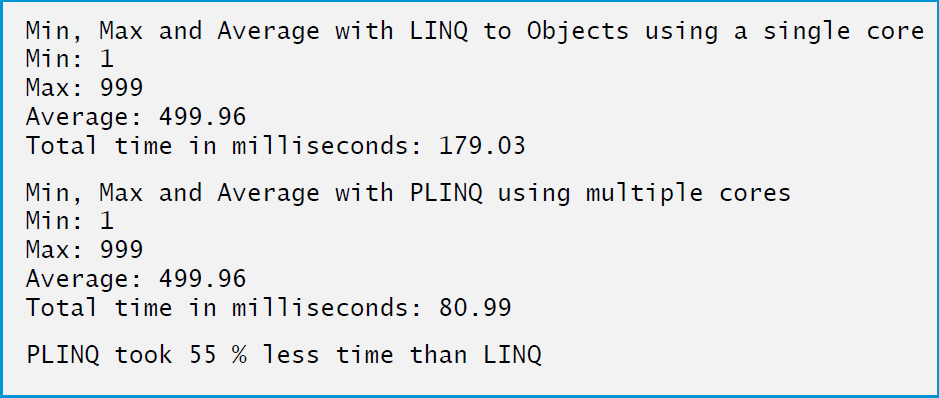 Min, Max and Average with LINQ to Objects using a single core
Min: 1
Max: 999
Average: 499.96
Total time in milliseconds: 179.03
Min, Max and Average with PLINQ using multiple cores
Min: 1
Max: 999
Average: 499.96
Total time in milliseconds: 80.99
PLINQ took 55 % less time than LINQ